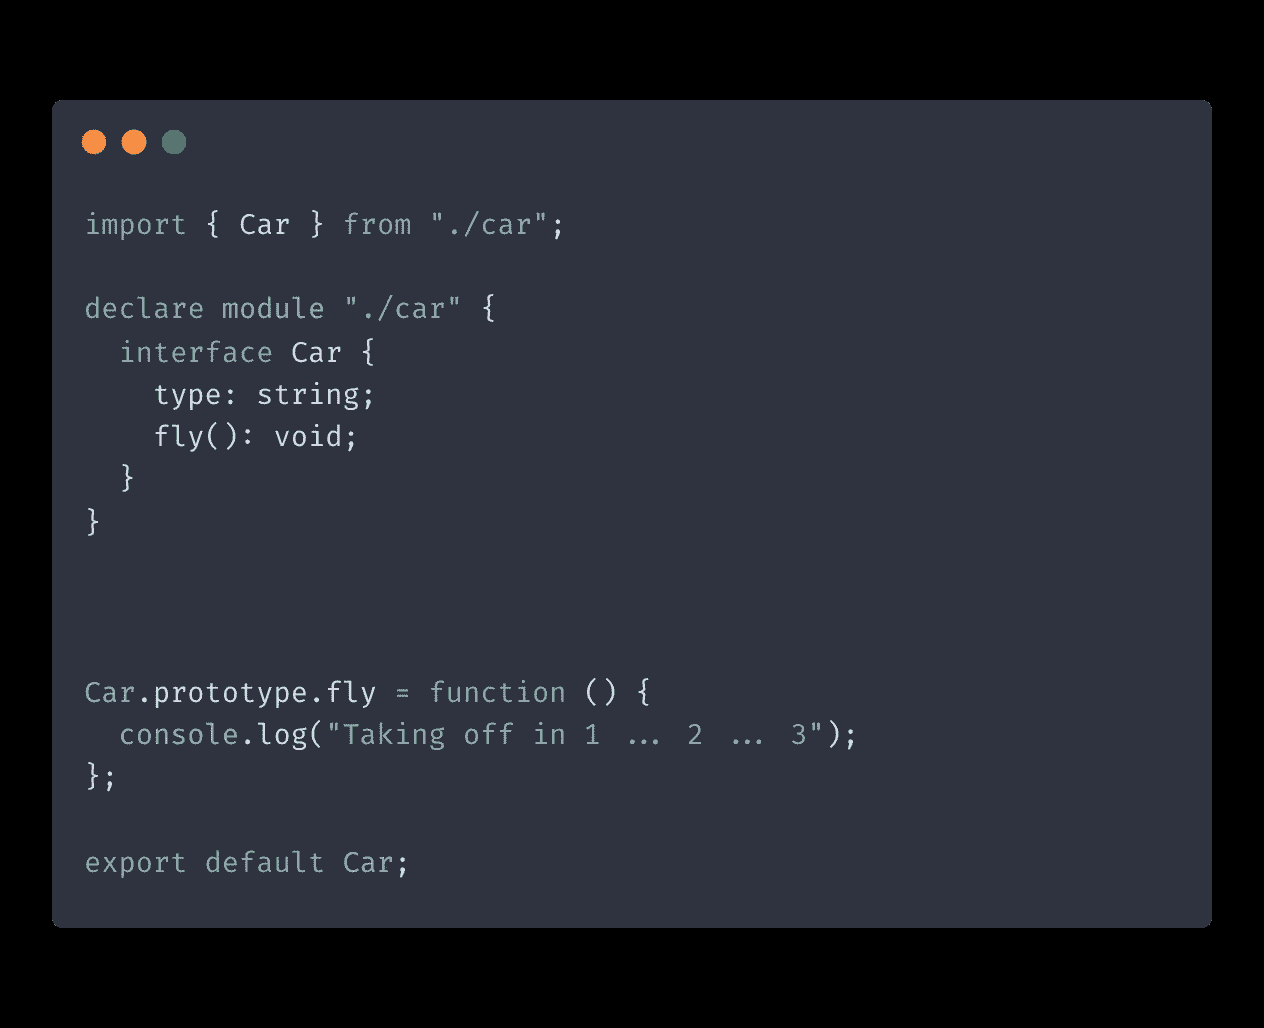 import { Car } from "./car";
declare module "./car" {
  interface Car {
    type: string;
    fly(): void;
  }
}
Car.prototype.fly = function () {
  console.log("Taking off in 1 ... 2 ... 3");
};
export default Car;